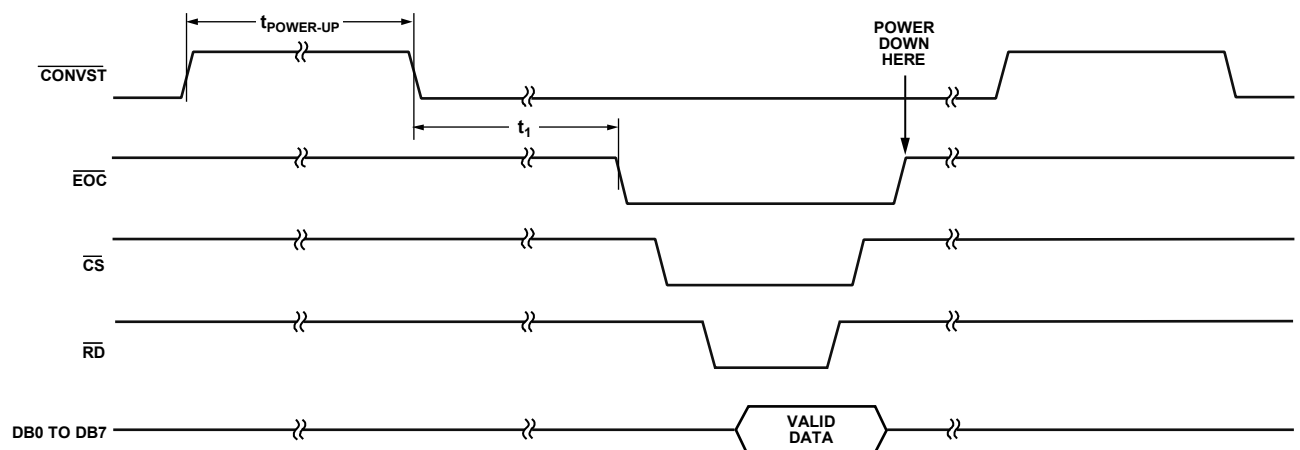 tPOWER-UP
POWER
DOWN
HERE
CONVST
t1
EOC
CS
RD
DB0 TO DB7
VALID
DATA